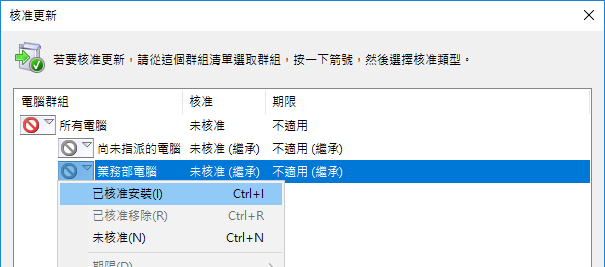 核准更新
若要核准更新，請從這個群組清單選取群組，按一下箭號，然後選擇核准類型。
電腦群組 核准 期限
所有電腦 未核准 不適用
尚未指派的電腦 未核准 (繼承) 不適用 (繼承)
業務部電腦 未核准 (繼承) 不適用 (繼承)
已核准安裝(I) Ctrl+I
已核准移除(R) Ctrl+R
未核准(N) Ctrl+N
期限(D)